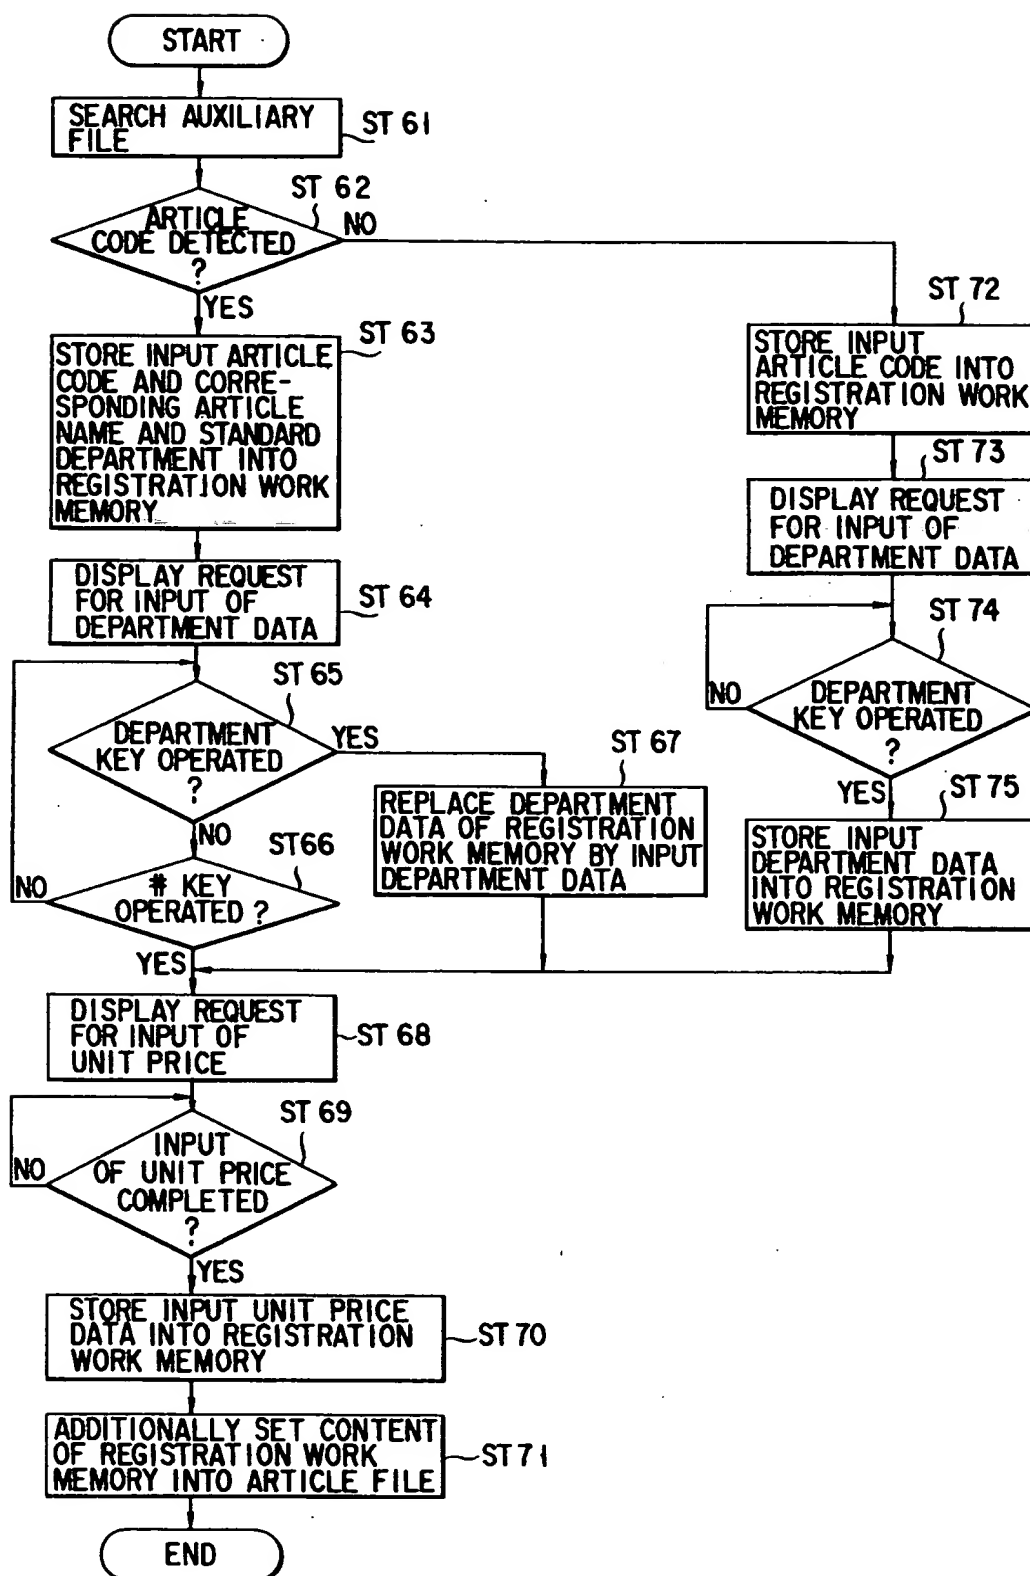 START
SEARCH AUXILIARY
FILE
ST 61
ST 62
ARTICLE
CODE DETECTED
?
NO
YES
ST 63
STORE INPUT ARTICLE
CODE AND CORRE-
SPONDING ARTICLE
NAME AND STANDARD
DEPARTMENT INTO
REGISTRATION WORK
MEMORY
DISPLAY REQUEST
FOR INPUT OF
DEPARTMENT DATA
ST 64
ST 65
DEPARTMENT
KEY OPERATED
?
YES
NO
ST66
# KEY
OPERATED ?
NO
YES
ST 67
REPLACE DEPARTMENT
DATA OF REGISTRATION
WORK MEMORY BY INPUT
DEPARTMENT DATA
ST 72
STORE INPUT
ARTICLE CODE INTO
REGISTRATION WORK
MEMORY
ST 73
DISPLAY REQUEST
FOR INPUT OF
DEPARTMENT DATA
ST 74
DEPARTMENT
KEY OPERATED
?
NO
YES
ST 75
STORE INPUT
DEPARTMENT DATA
INTO REGISTRATION
WORK MEMORY
DISPLAY REQUEST
FOR INPUT OF
UNIT PRICE
ST 68
ST 69
INPUT
OF UNIT PRICE
COMPLETED
?
NO
YES
STORE INPUT UNIT PRICE
DATA INTO REGISTRATION
WORK MEMORY
ST 70
ADDITIONALLY SET CONTENT
OF REGISTRATION WORK
MEMORY INTO ARTICLE FILE
ST 71
END